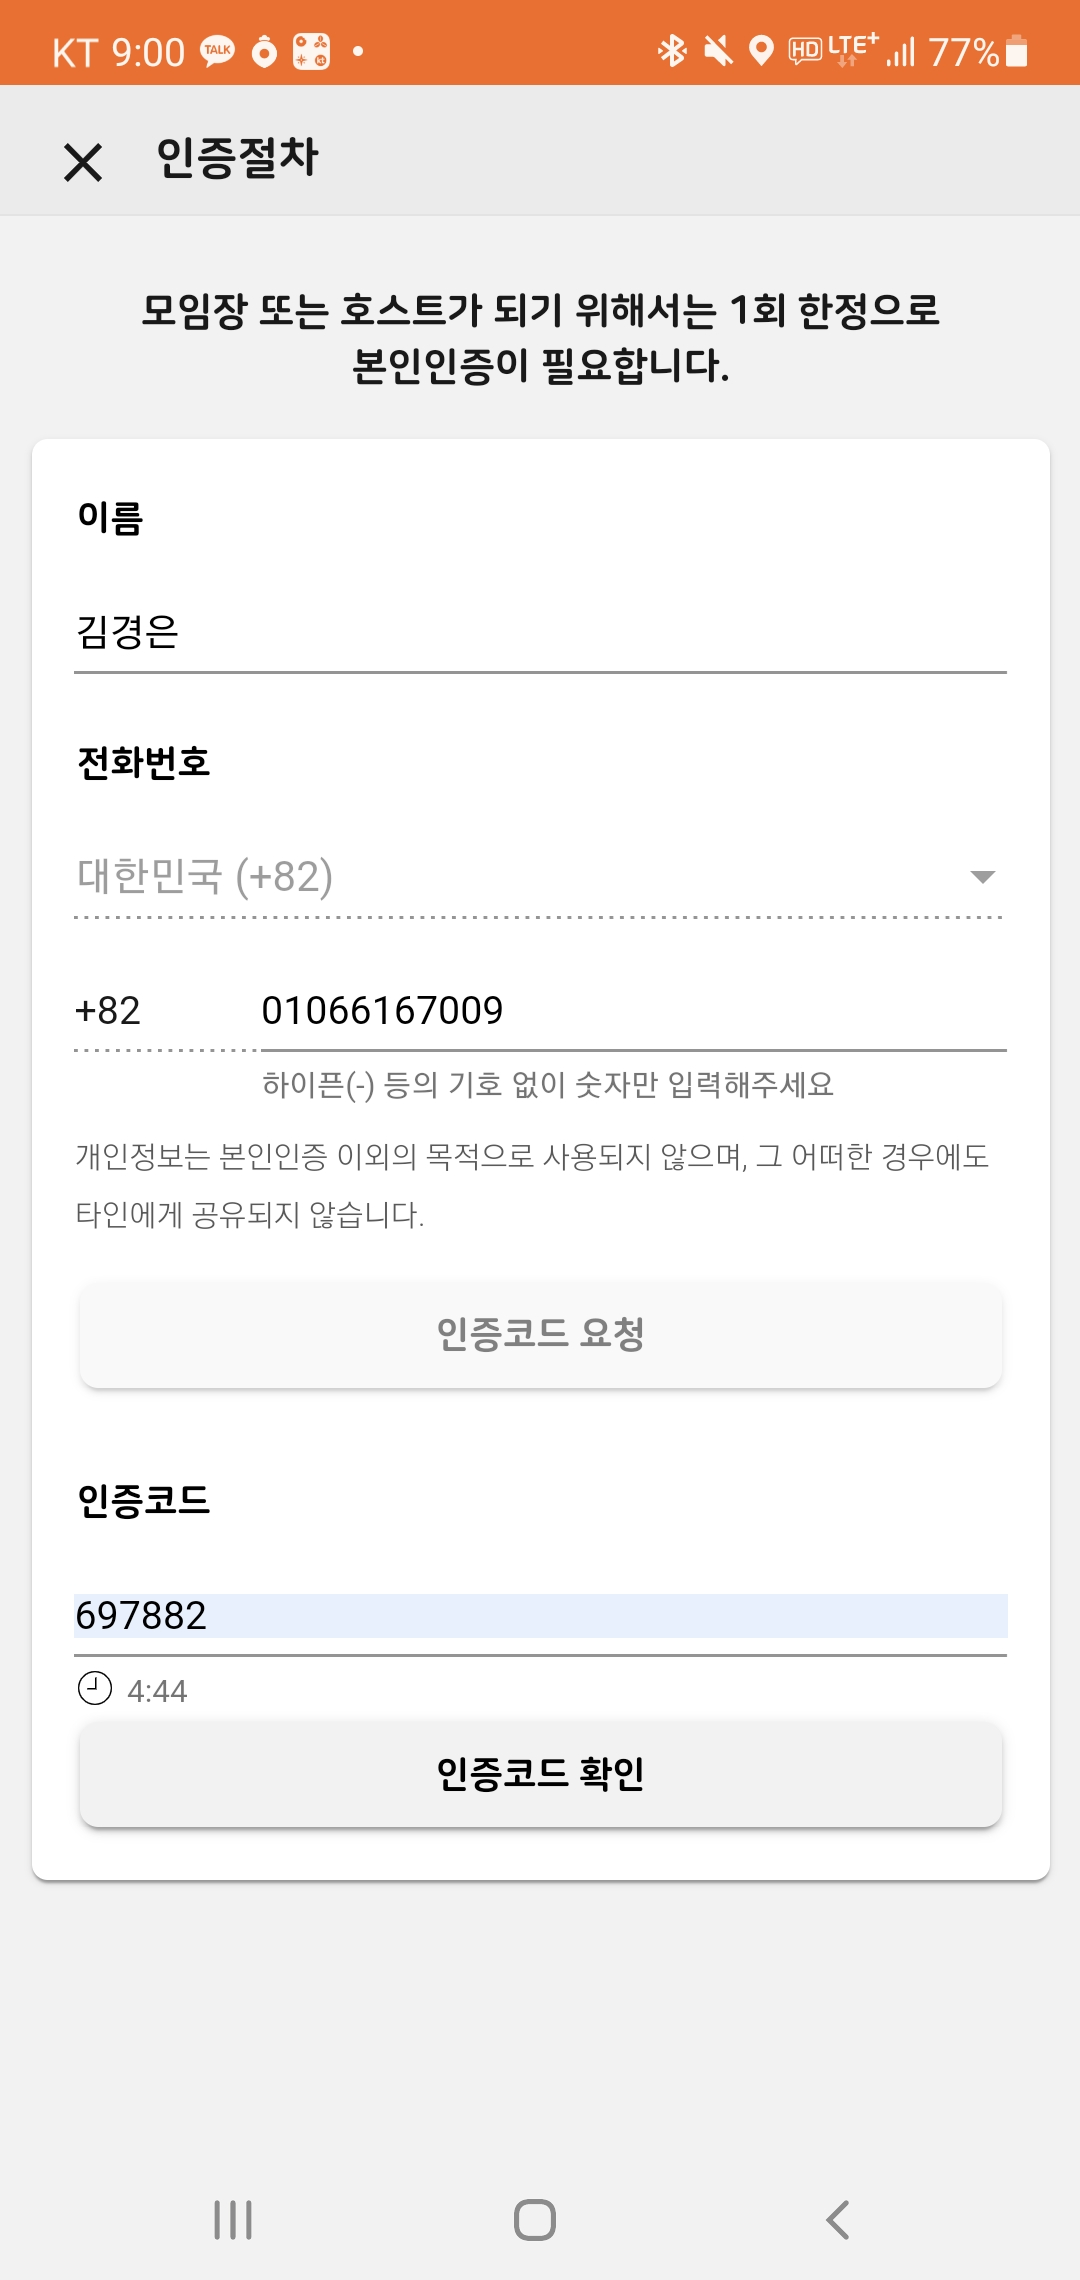 KT 9:00 TALK HD LTE+ 77%
인증절차
모임장 또는 호스트가 되기 위해서는 1회 한정으로
본인인증이 필요합니다.
이름
김경은
전화번호
대한민국 (+82)
+82 01066167009
하이픈(-) 등의 기호 없이 숫자만 입력해주세요
개인정보는 본인인증 이외의 목적으로 사용되지 않으며, 그 어떠한 경우에도
타인에게 공유되지 않습니다.
인증코드 요청
인증코드
697882
4:44
인증코드 확인